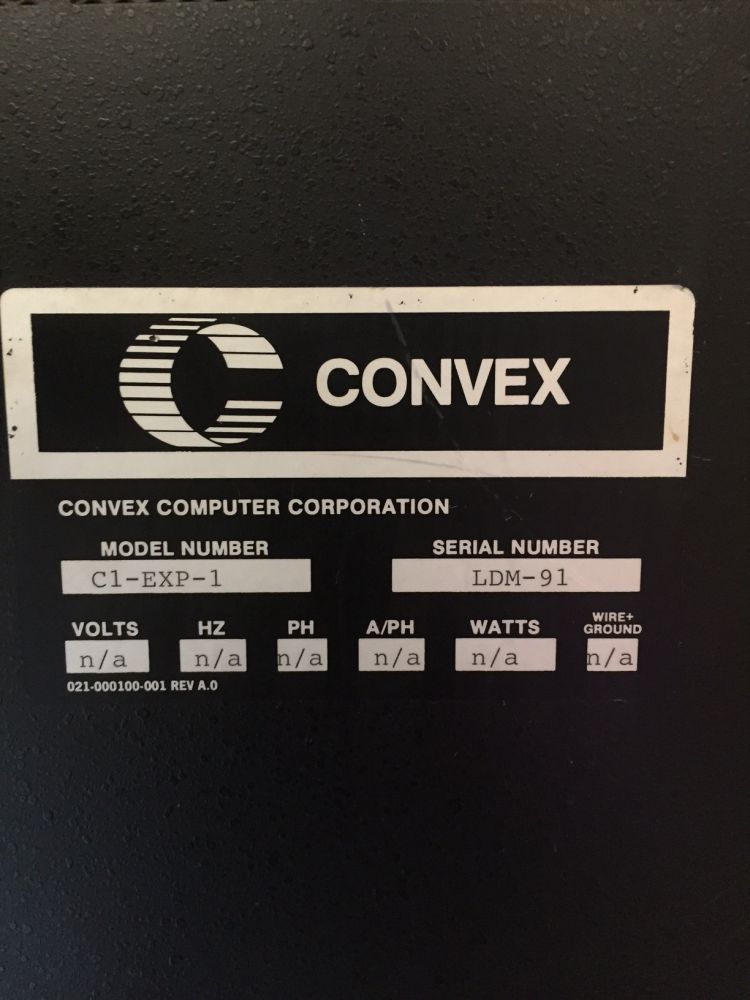 CONVEX
CONVEX COMPUTER CORPORATION
MODEL NUMBER SERIAL NUMBER
C1-EXP-1 LDM-91
VOLTS HZ PH A/PH WATTS WIRE+ GROUND
n/a n/a n/a n/a n/a n/a
021-000100-001 REV A.0